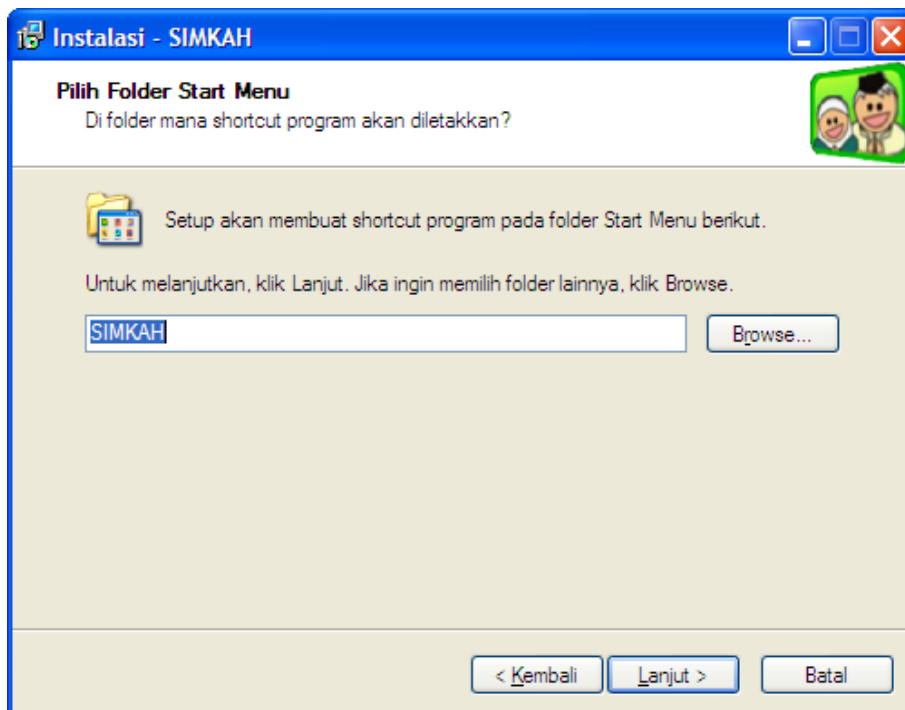 Instalasi - SIMKAH
Pilih Folder Start Menu
Di folder mana shortcut program akan diletakkan?
Setup akan membuat shortcut program pada folder Start Menu berikut.
Untuk melanjutkan, klik Lanjut. Jika ingin memilih folder lainnya, klik Browse.
SIMKAH
Browse...
< Kembali
Lanjut >
Batal